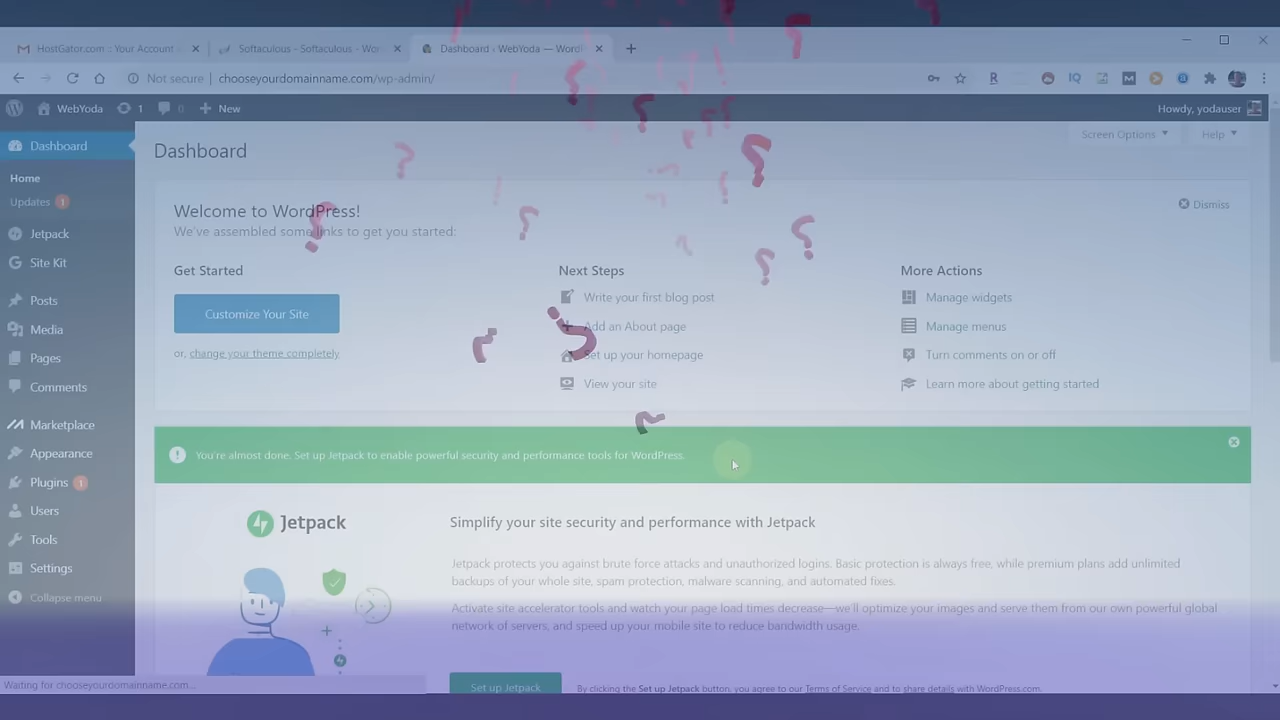 HostGator.com :: Your Account
Softaculous - Softaculous - Wor
Dashboard ‹ WebYoda — Word
Not secure | chooseyourdomainname.com/wp-admin/
WebYoda 1 0 New
Howdy, yodauser
Dashboard
Home
Updates 1
Jetpack
Site Kit
Posts
Media
Pages
Comments
Marketplace
Appearance
Plugins 1
Users
Tools
Settings
Collapse menu
Screen Options
Help
Dashboard
Welcome to WordPress!
We've assembled some links to get you started:
Dismiss
Get Started
Customize Your Site
or, change your theme completely
Next Steps
Write your first blog post
Add an About page
Set up your homepage
View your site
More Actions
Manage widgets
Manage menus
Turn comments on or off
Learn more about getting started
You're almost done. Set up Jetpack to enable powerful security and performance tools for WordPress.
Jetpack
Simplify your site security and performance with Jetpack
Jetpack protects you against brute force attacks and unauthorized logins. Basic protection is always free, while premium plans add unlimited
backups of your whole site, spam protection, malware scanning, and automated fixes.
Activate site accelerator tools and watch your page load times decrease—we'll optimize your images and serve them from our own powerful global
network of servers, and speed up your mobile site to reduce bandwidth usage.
Set up Jetpack
By clicking the Set up Jetpack button, you agree to our Terms of Service and to share details with WordPress.com.
Waiting for chooseyourdomainname.com...